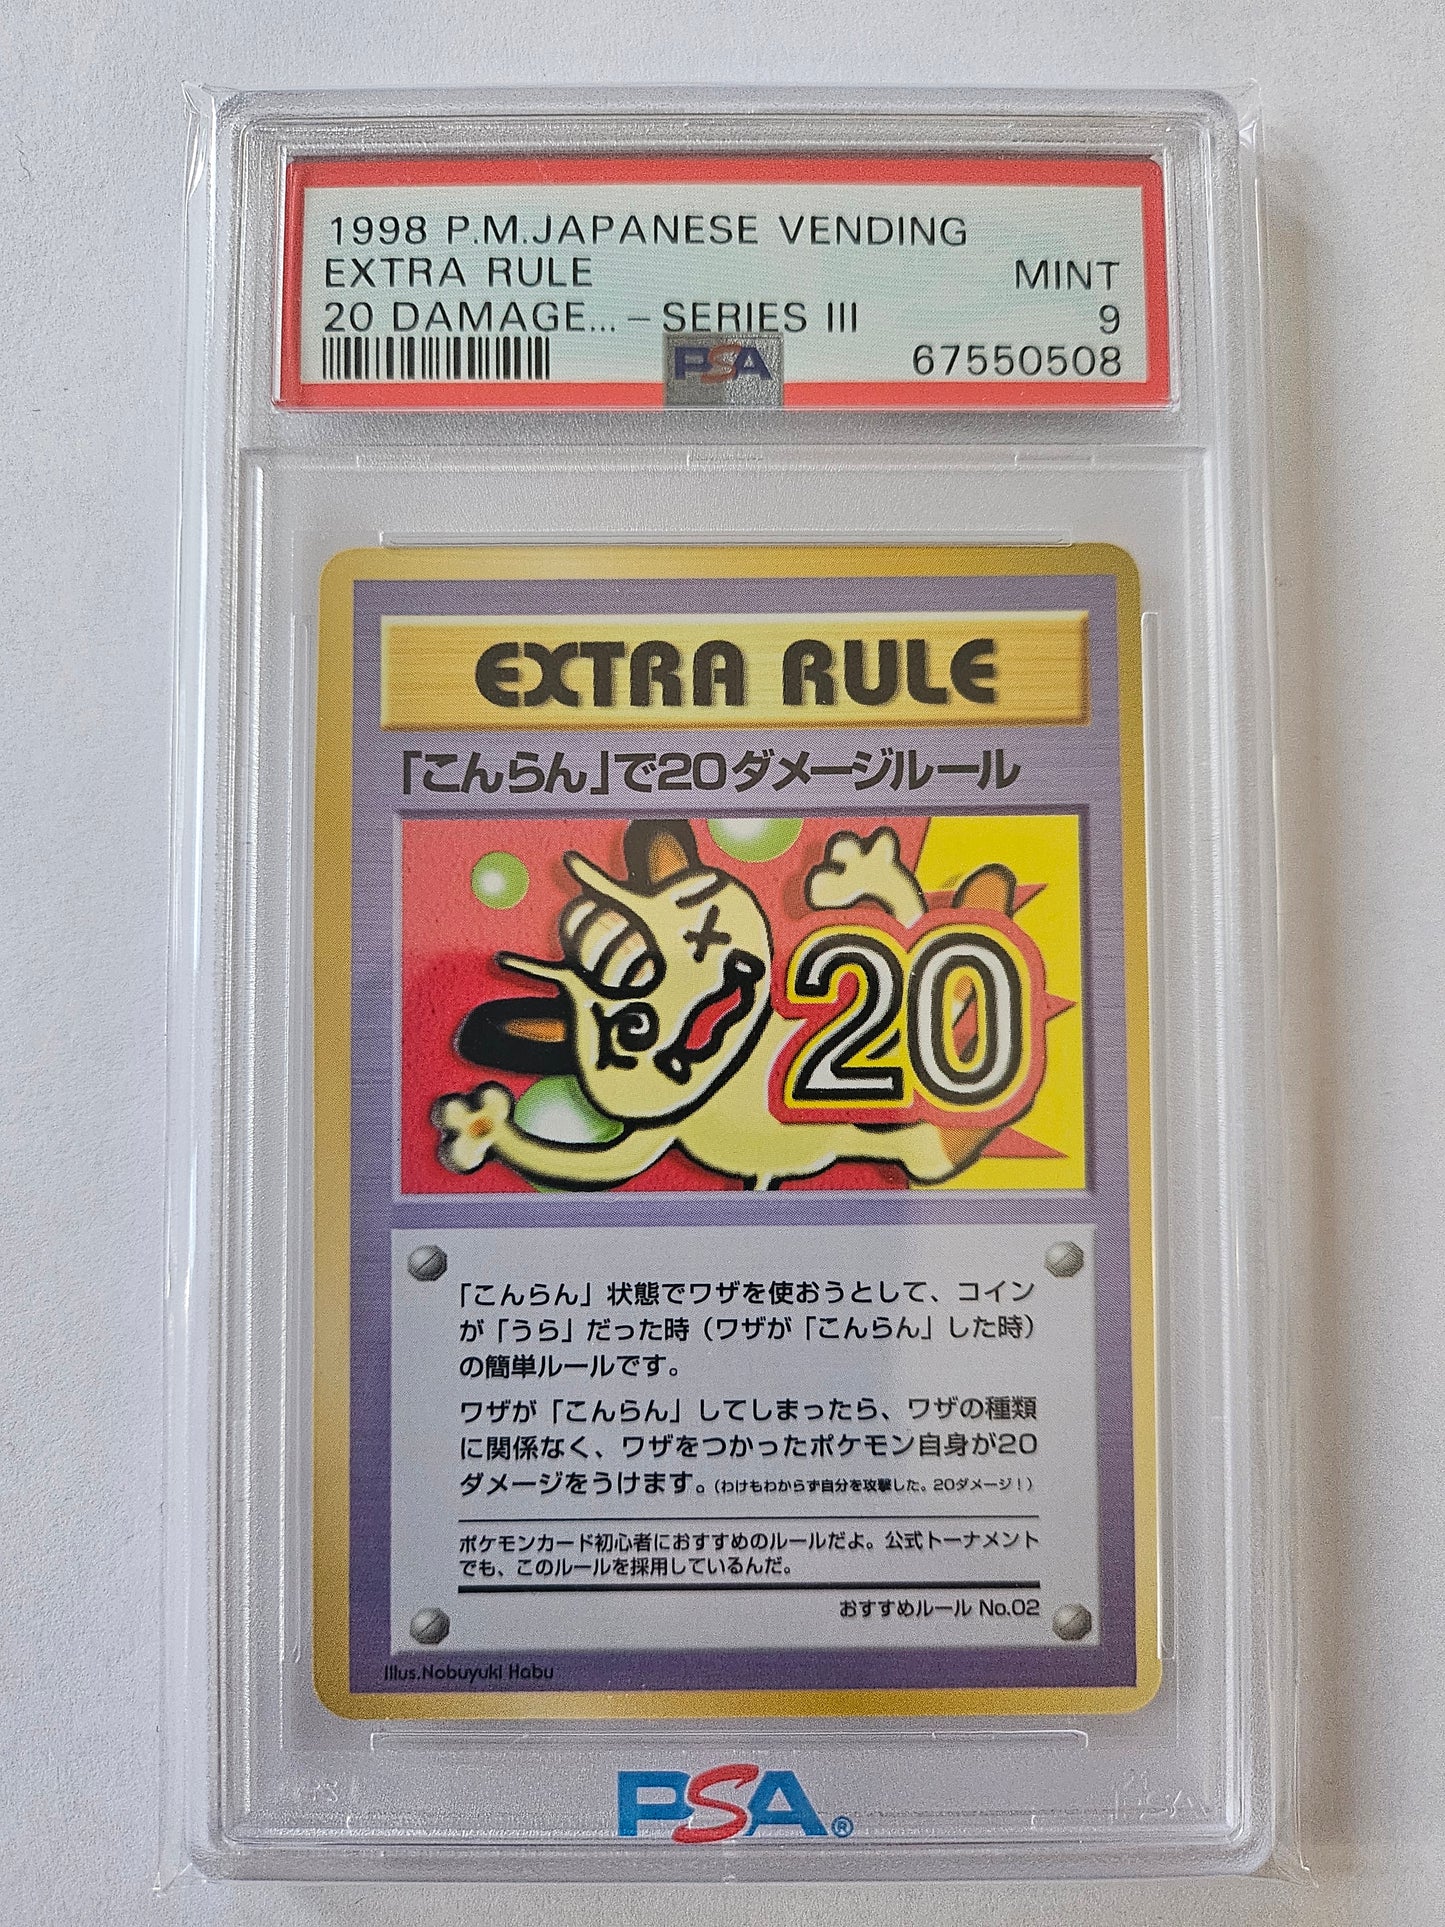 1998 P.M.JAPANESE VENDING
EXTRA RULE MINT
20 DAMAGE...-SERIES III 9
PSA 67550508
EXTRA RULE
「こんらん」で20ダメージルール
20
「こんらん」状態でワザを使おうとして、コイン
が「うら」だった時（ワザが「こんらん」した時）
の簡単ルールです。
ワザが「こんらん」してしまったら、ワザの種類
に関係なく、ワザをつかったポケモン自身が20
ダメージをうけます。（わけもわからず自分を攻撃した。20ダメージ！）
ポケモンカード初心者におすすめのルールだよ。公式トーナメント
でも、このルールを採用しているんだ。
おすすめルール No.02
Illus.Nobuyuki Habu
PSA®